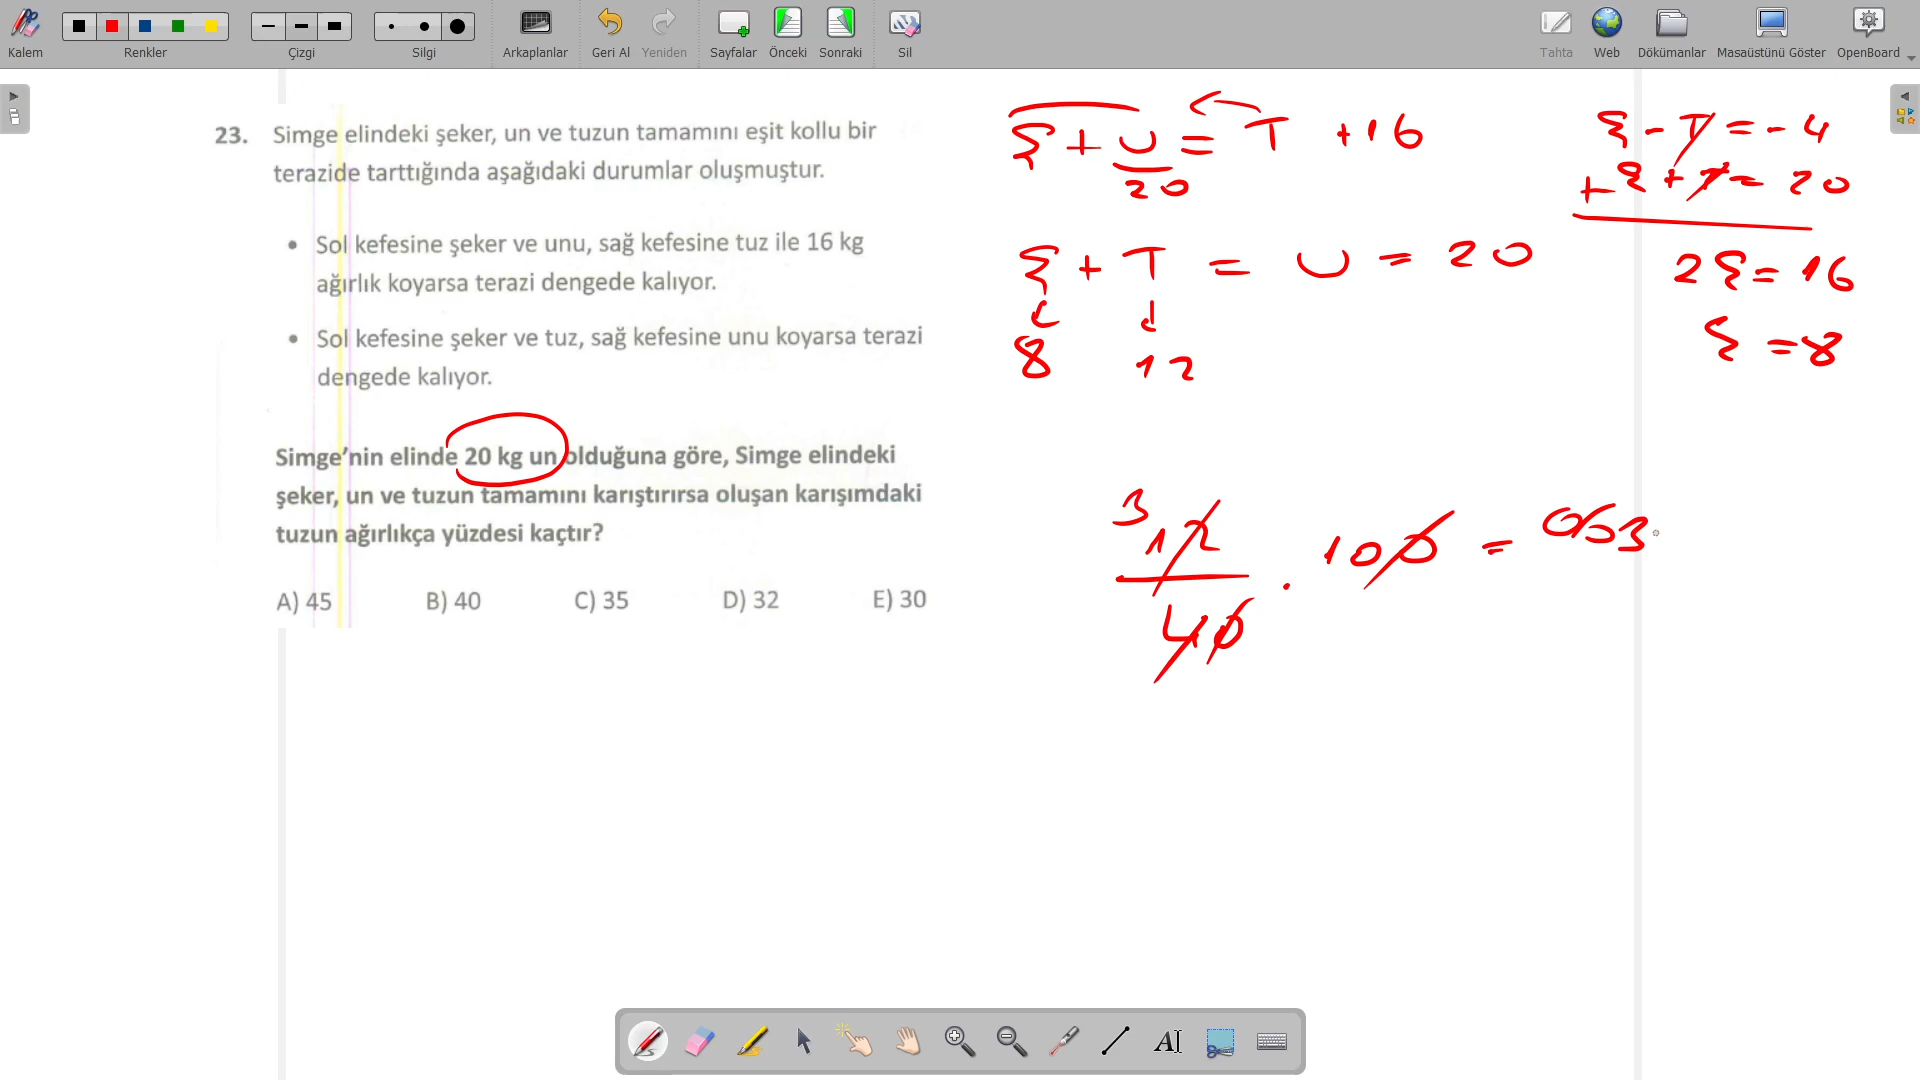 Kalem
Renkler
Çizgi
Silgi
Arkaplanlar
Geri Al
Yeniden
Sayfalar
Önceki
Sonraki
Sil
Tahta
Web
Dökümanlar
Masaüstünü Göster
OpenBoard
23. Simge elindeki şeker, un ve tuzun tamamını eşit kollu bir
terazide tarttığında aşağıdaki durumlar oluşmuştur.
• Sol kefesine şeker ve unu, sağ kefesine tuz ile 16 kg
ağırlık koyarsa terazi dengede kalıyor.
• Sol kefesine şeker ve tuz, sağ kefesine unu koyarsa terazi
dengede kalıyor.
Simge'nin elinde 20 kg un olduğuna göre, Simge elindeki
şeker, un ve tuzun tamamını karıştırırsa oluşan karışımdaki
tuzun ağırlıkça yüzdesi kaçtır?
A) 45 B) 40 C) 35 D) 32 E) 30
Ş + U = T + 16
20
Ş + T = U = 20
8 12
Ş - T = - 4
+ Ş + T = 20
2Ş = 16
Ş = 8
3
12
40
. 100 = %3